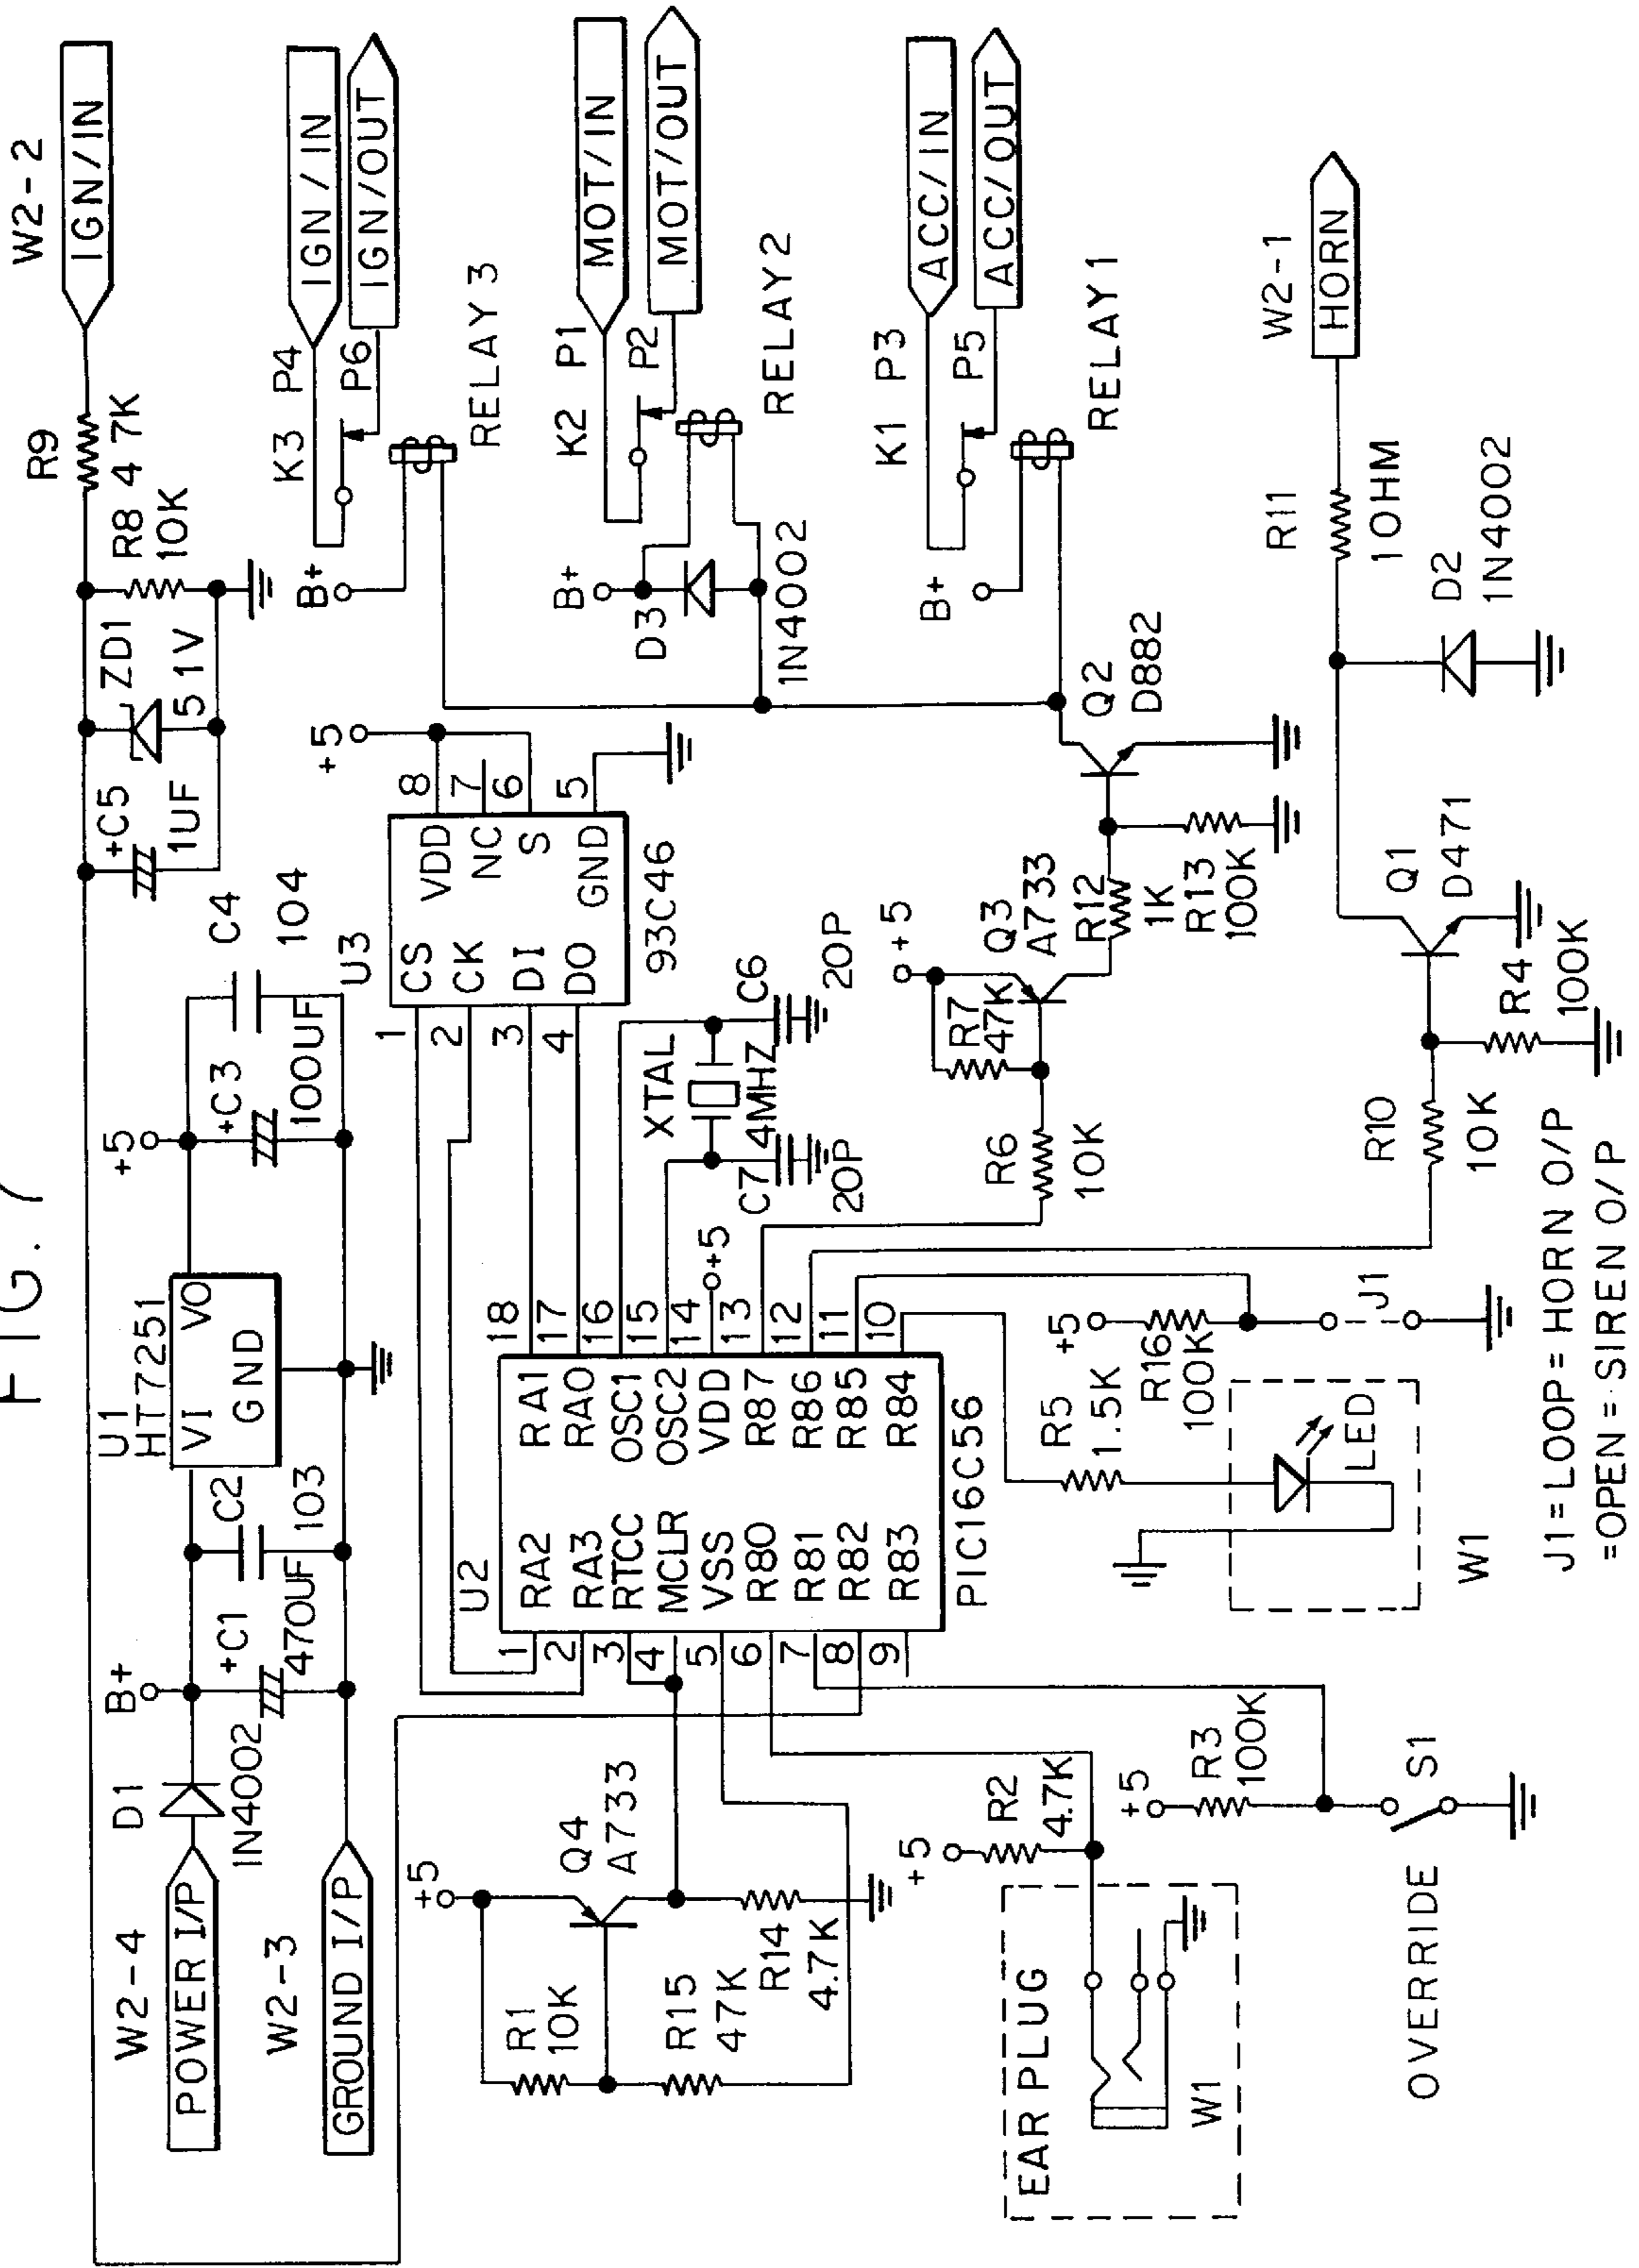 FIG. 7
W2-4
POWER I/P
D1
1N4002
B+
+C1
470UF
C2
103
U1
HT7251
VI
VO
GND
+5
+C3
100UF
C4
104
+C5
1UF
ZD1
5 1V
R8
10K
R9
4 7K
W2-2
IGN/IN
W2-3
GROUND I/P
U3
CS
CK
DI
DO
VDD
NC
S
GND
1
2
3
4
8
7
6
5
93C46
+5
B+
K3
P4
IGN/IN
P6
IGN/OUT
RELAY 3
B+
D3
1N4002
K2
P1
MOT/IN
P2
MOT/OUT
RELAY 2
B+
K1
P3
ACC/IN
P5
ACC/OUT
RELAY 1
+5
Q4
A733
R1
10K
R15
47K
R14
4.7K
U2
1
2
3
4
5
6
7
8
9
RA2
RA3
RTCC
MCLR
VSS
R80
R81
R82
R83
RA1
RA0
OSC1
OSC2
VDD
R87
R86
R85
R84
18
17
16
15
14
13
12
11
10
PIC16C56
+5
XTAL
4MHZ
C6
20P
C7
20P
R6
10K
R7
47K
+5
Q3
A733
R12
1K
R13
100K
Q2
D882
EAR PLUG
W1
+5
R2
4.7K
+5
R3
100K
OVERRIDE
S1
R5
1.5K
LED
W1
+5
R16
100K
J1
R10
10K
R4
100K
Q1
D471
D2
1N4002
R11
10HM
W2-1
HORN
J1=LOOP=HORN O/P
=OPEN=SIREN O/P